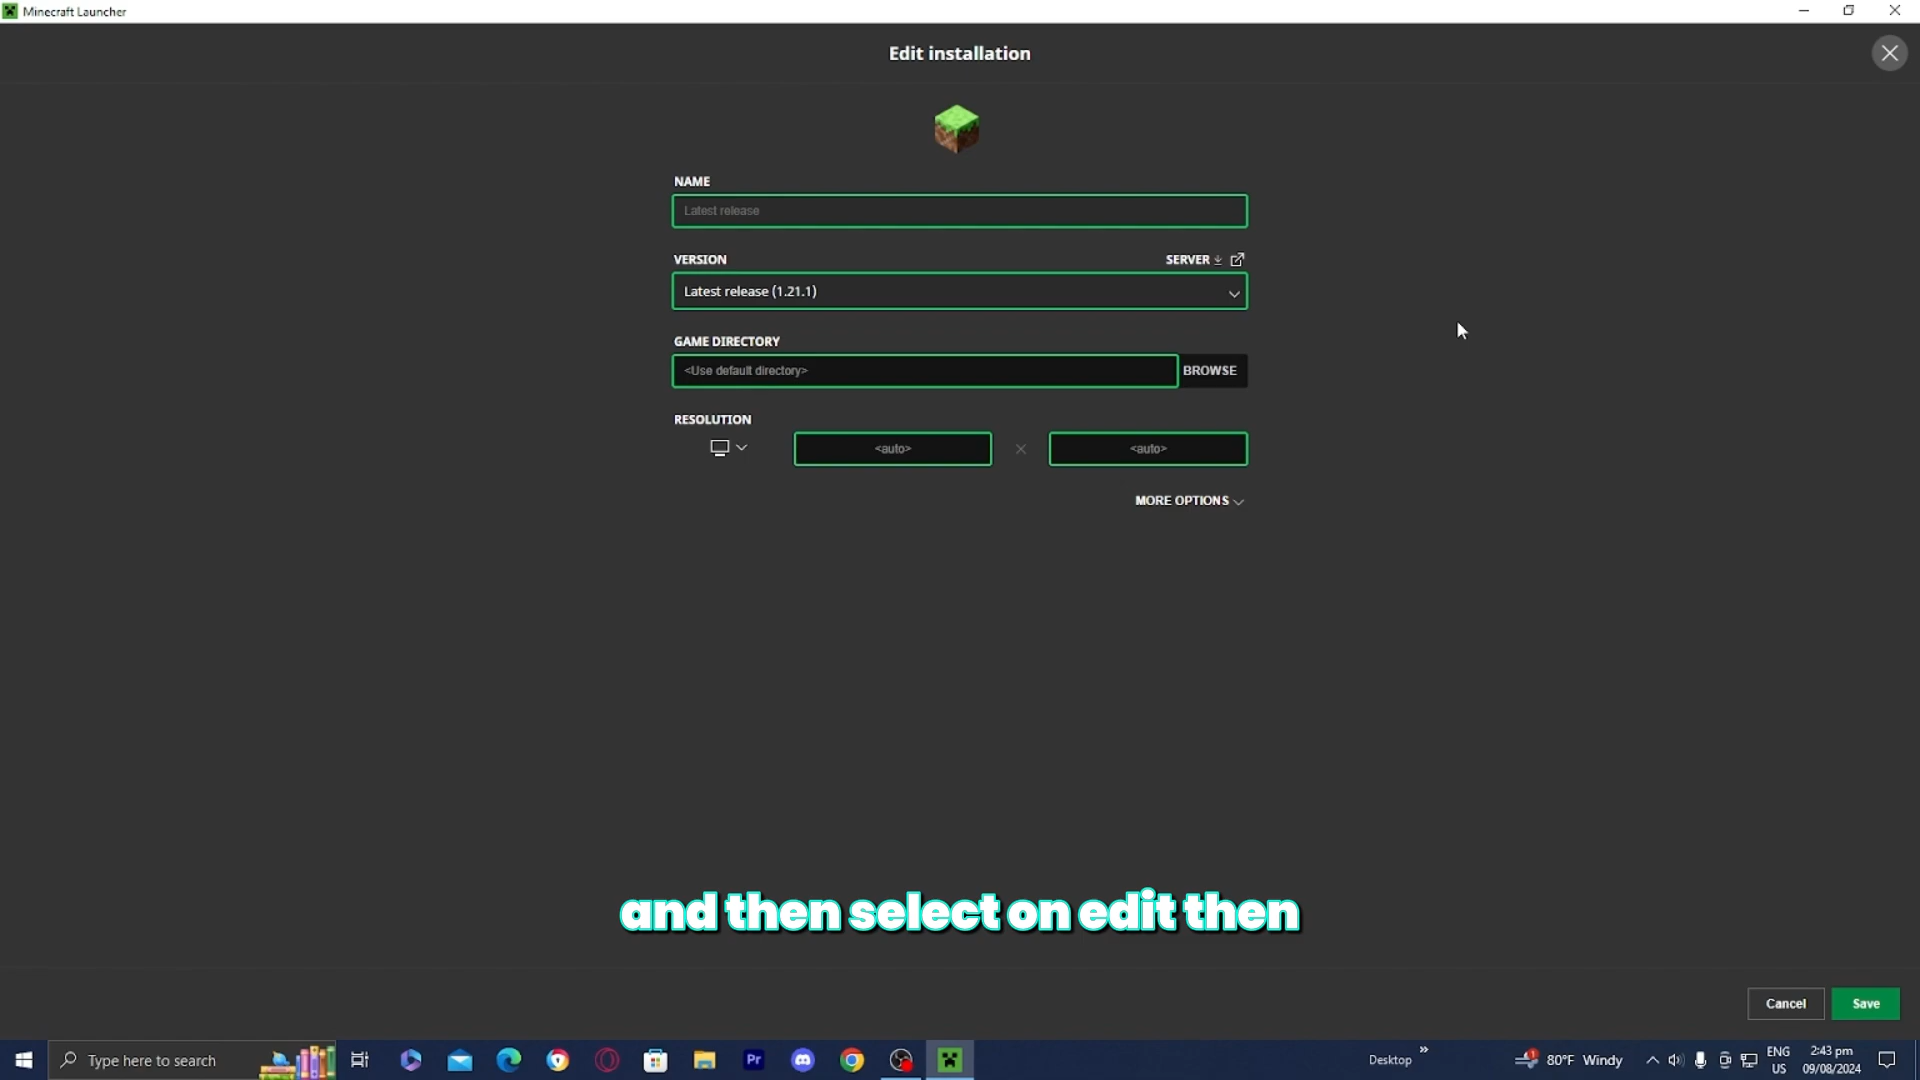 Minecraft Launcher
Edit installation
NAME
Latest release
VERSION
SERVER
Latest release (1.21.1)
GAME DIRECTORY
<Use default directory>
BROWSE
RESOLUTION
<auto>
<auto>
MORE OPTIONS
and then select on edit then
Cancel
Save
Type here to search
Pr
Desktop
1
80°F Windy
ENG
US
2:43 pm
09/08/2024